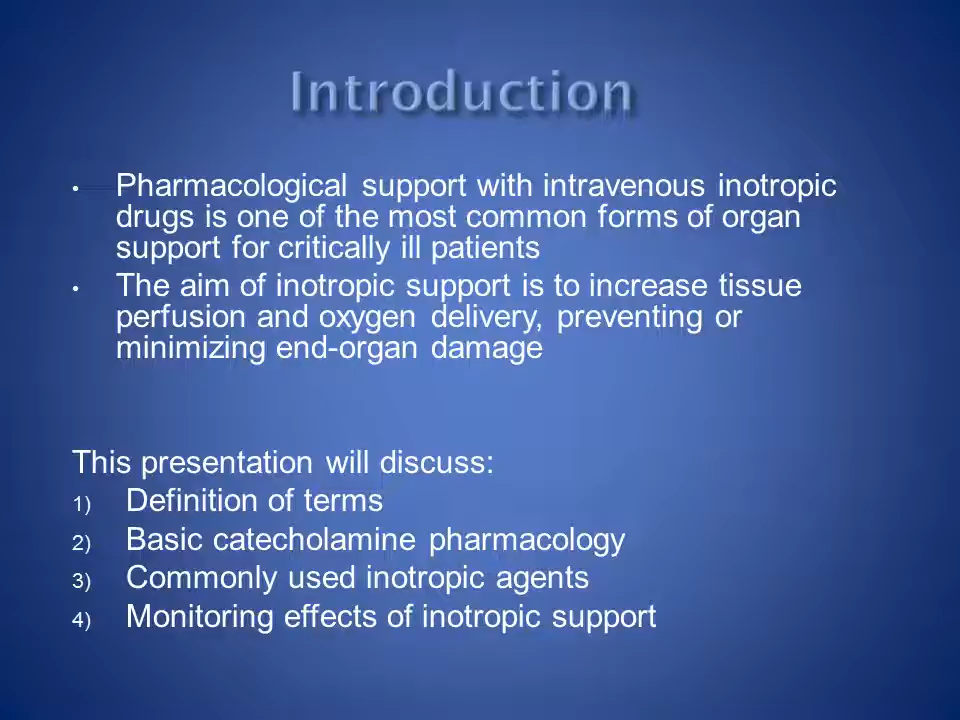 Introduction
• Pharmacological support with intravenous inotropic
drugs is one of the most common forms of organ
support for critically ill patients
• The aim of inotropic support is to increase tissue
perfusion and oxygen delivery, preventing or
minimizing end-organ damage
This presentation will discuss:
1) Definition of terms
2) Basic catecholamine pharmacology
3) Commonly used inotropic agents
4) Monitoring effects of inotropic support